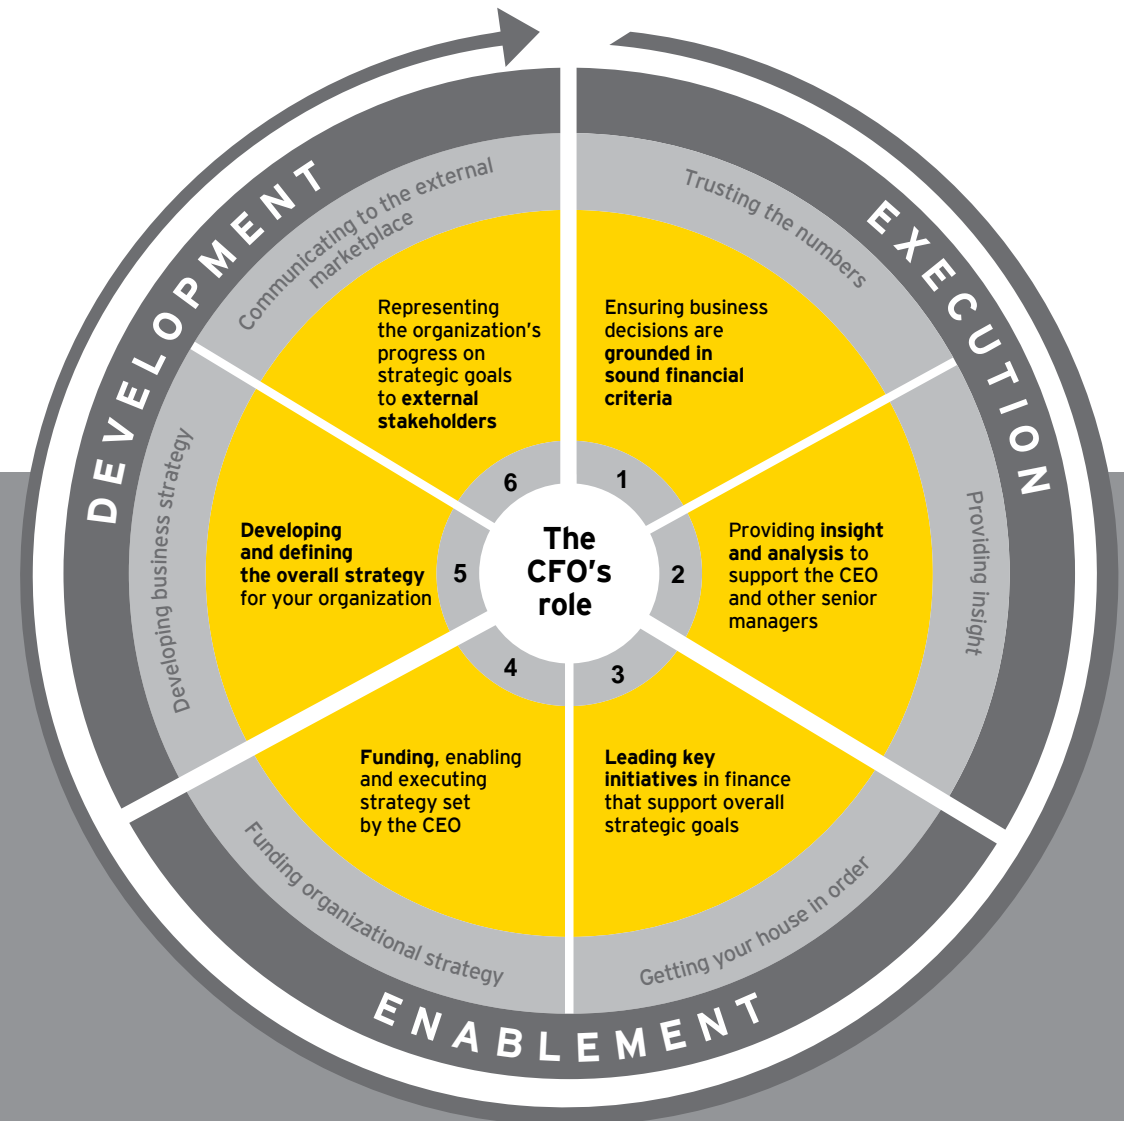 DEVELOPMENT
EXECUTION
ENABLEMENT
Communicating to the external
marketplace
Trusting the numbers
Providing insight
Getting your house in order
Funding organizational strategy
Developing business strategy
The
CFO's
role
1
Ensuring business
decisions are
grounded in
sound financial
criteria
2
Providing insight
and analysis to
support the CEO
and other senior
managers
3
Leading key
initiatives in finance
that support overall
strategic goals
4
Funding, enabling
and executing
strategy set
by the CEO
5
Developing
and defining
the overall strategy
for your organization
6
Representing
the organization's
progress on
strategic goals
to external
stakeholders